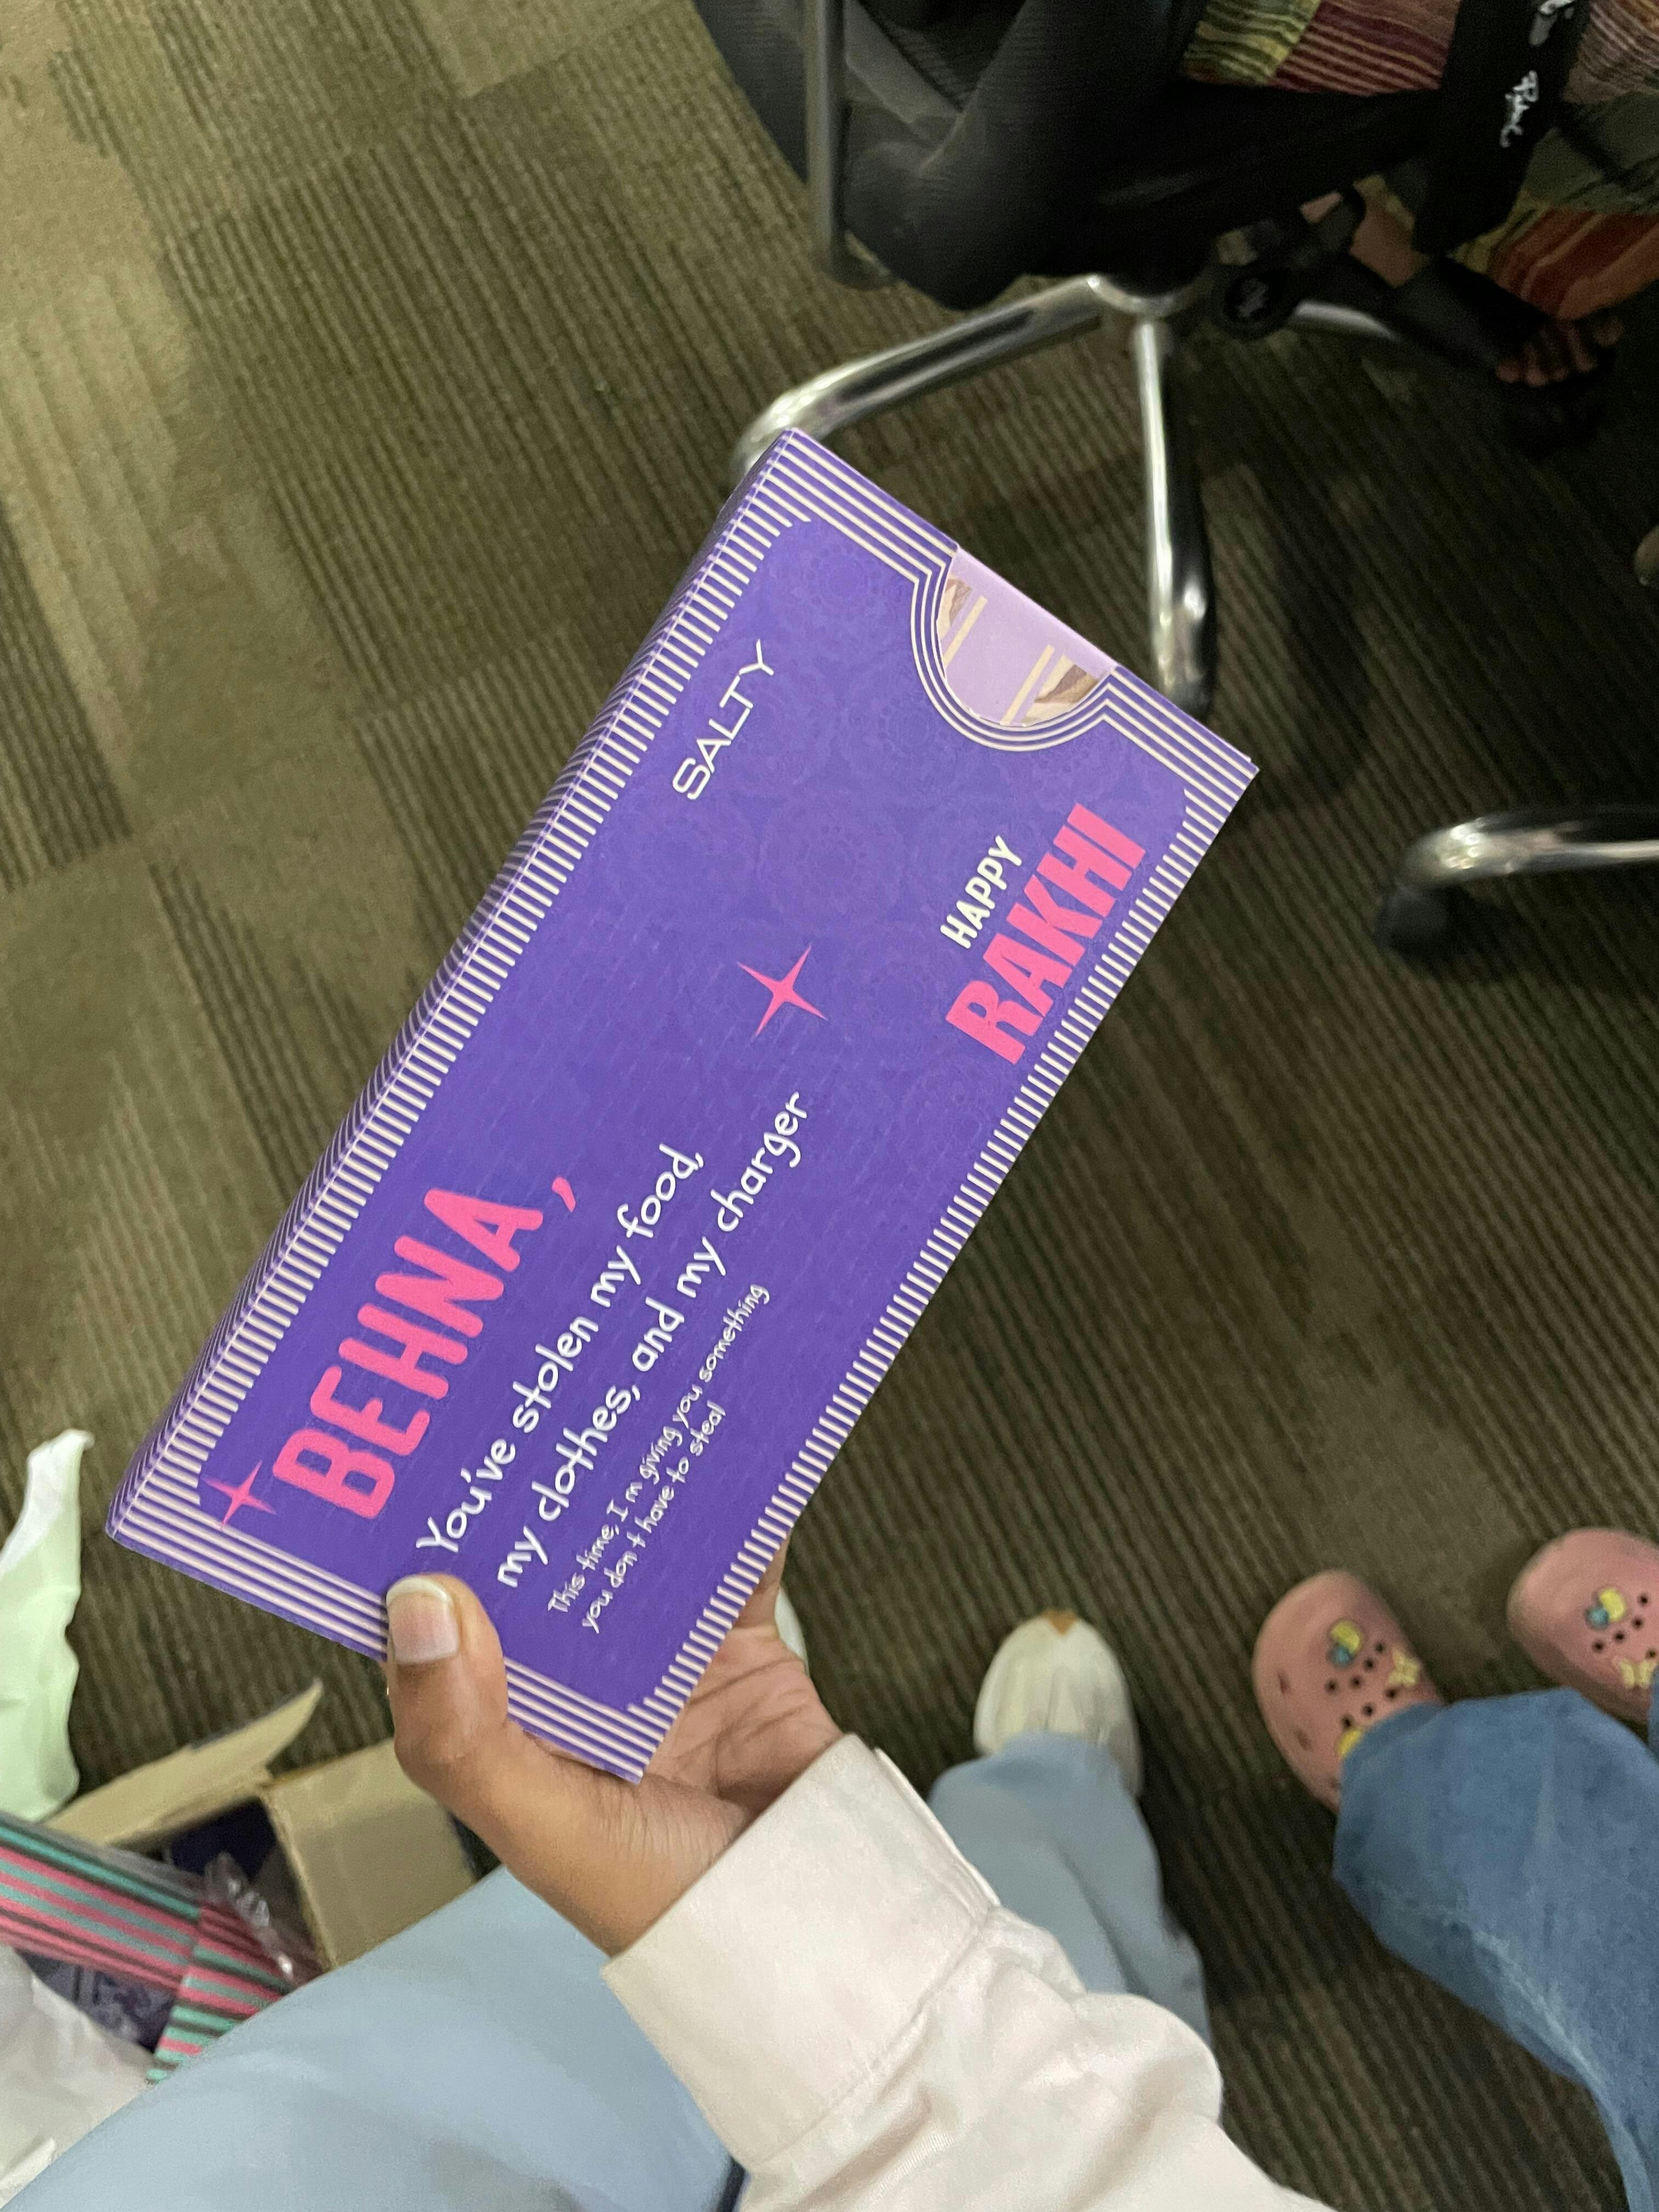 SALTY
BEHNA,
You've stolen my food,
my clothes, and my charger
This time, I'm giving you something
you don't have to steal
HAPPY
RAKHI